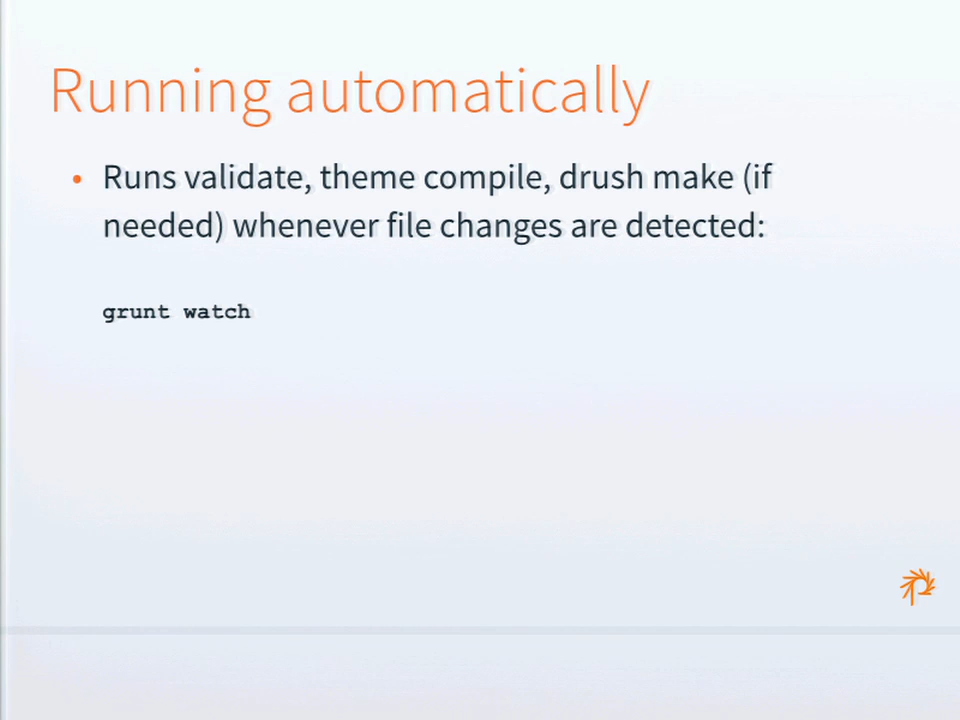 Running automatically
• Runs validate, theme compile, drush make (if
needed) whenever file changes are detected:
grunt watch